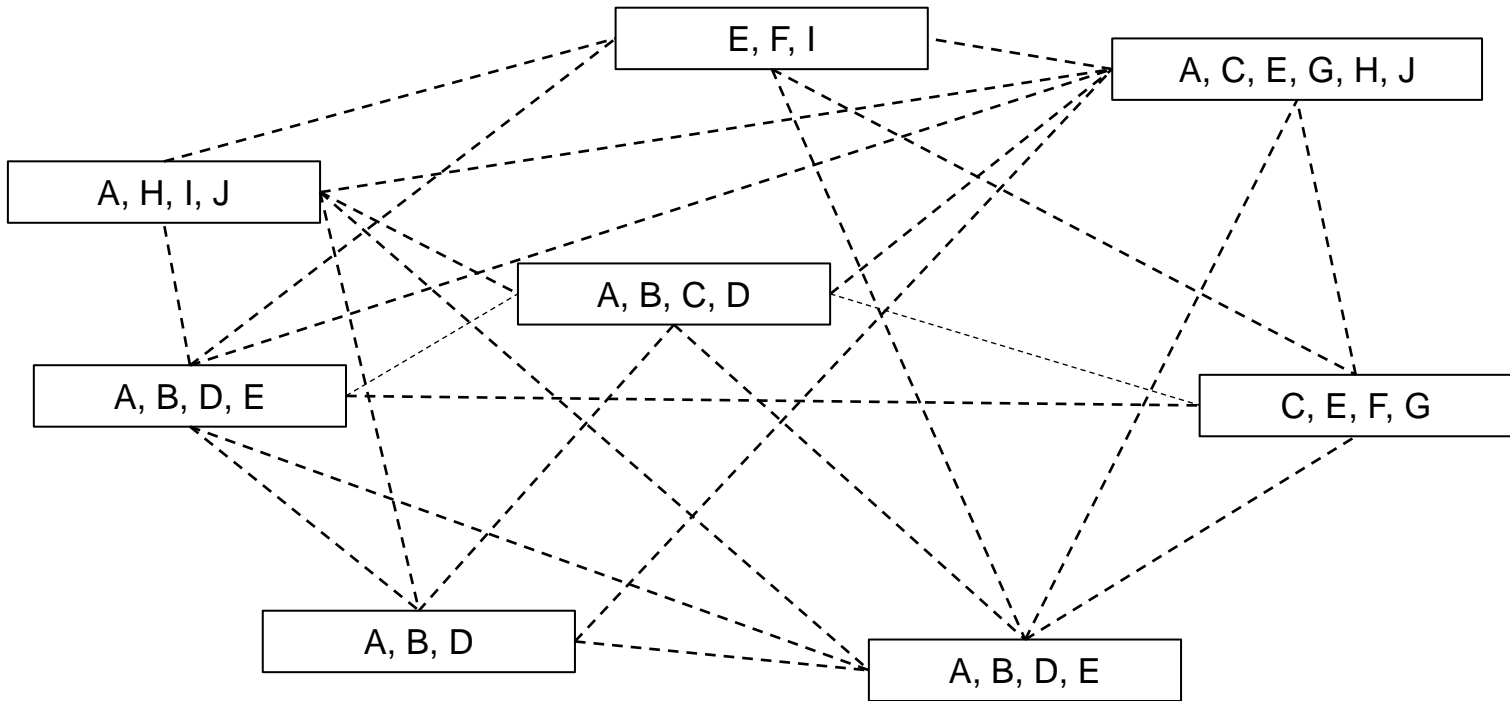 E, F, I
A, C, E, G, H, J
A, H, I, J
A, B, C, D
A, B, D, E
C, E, F, G
A, B, D
A, B, D, E